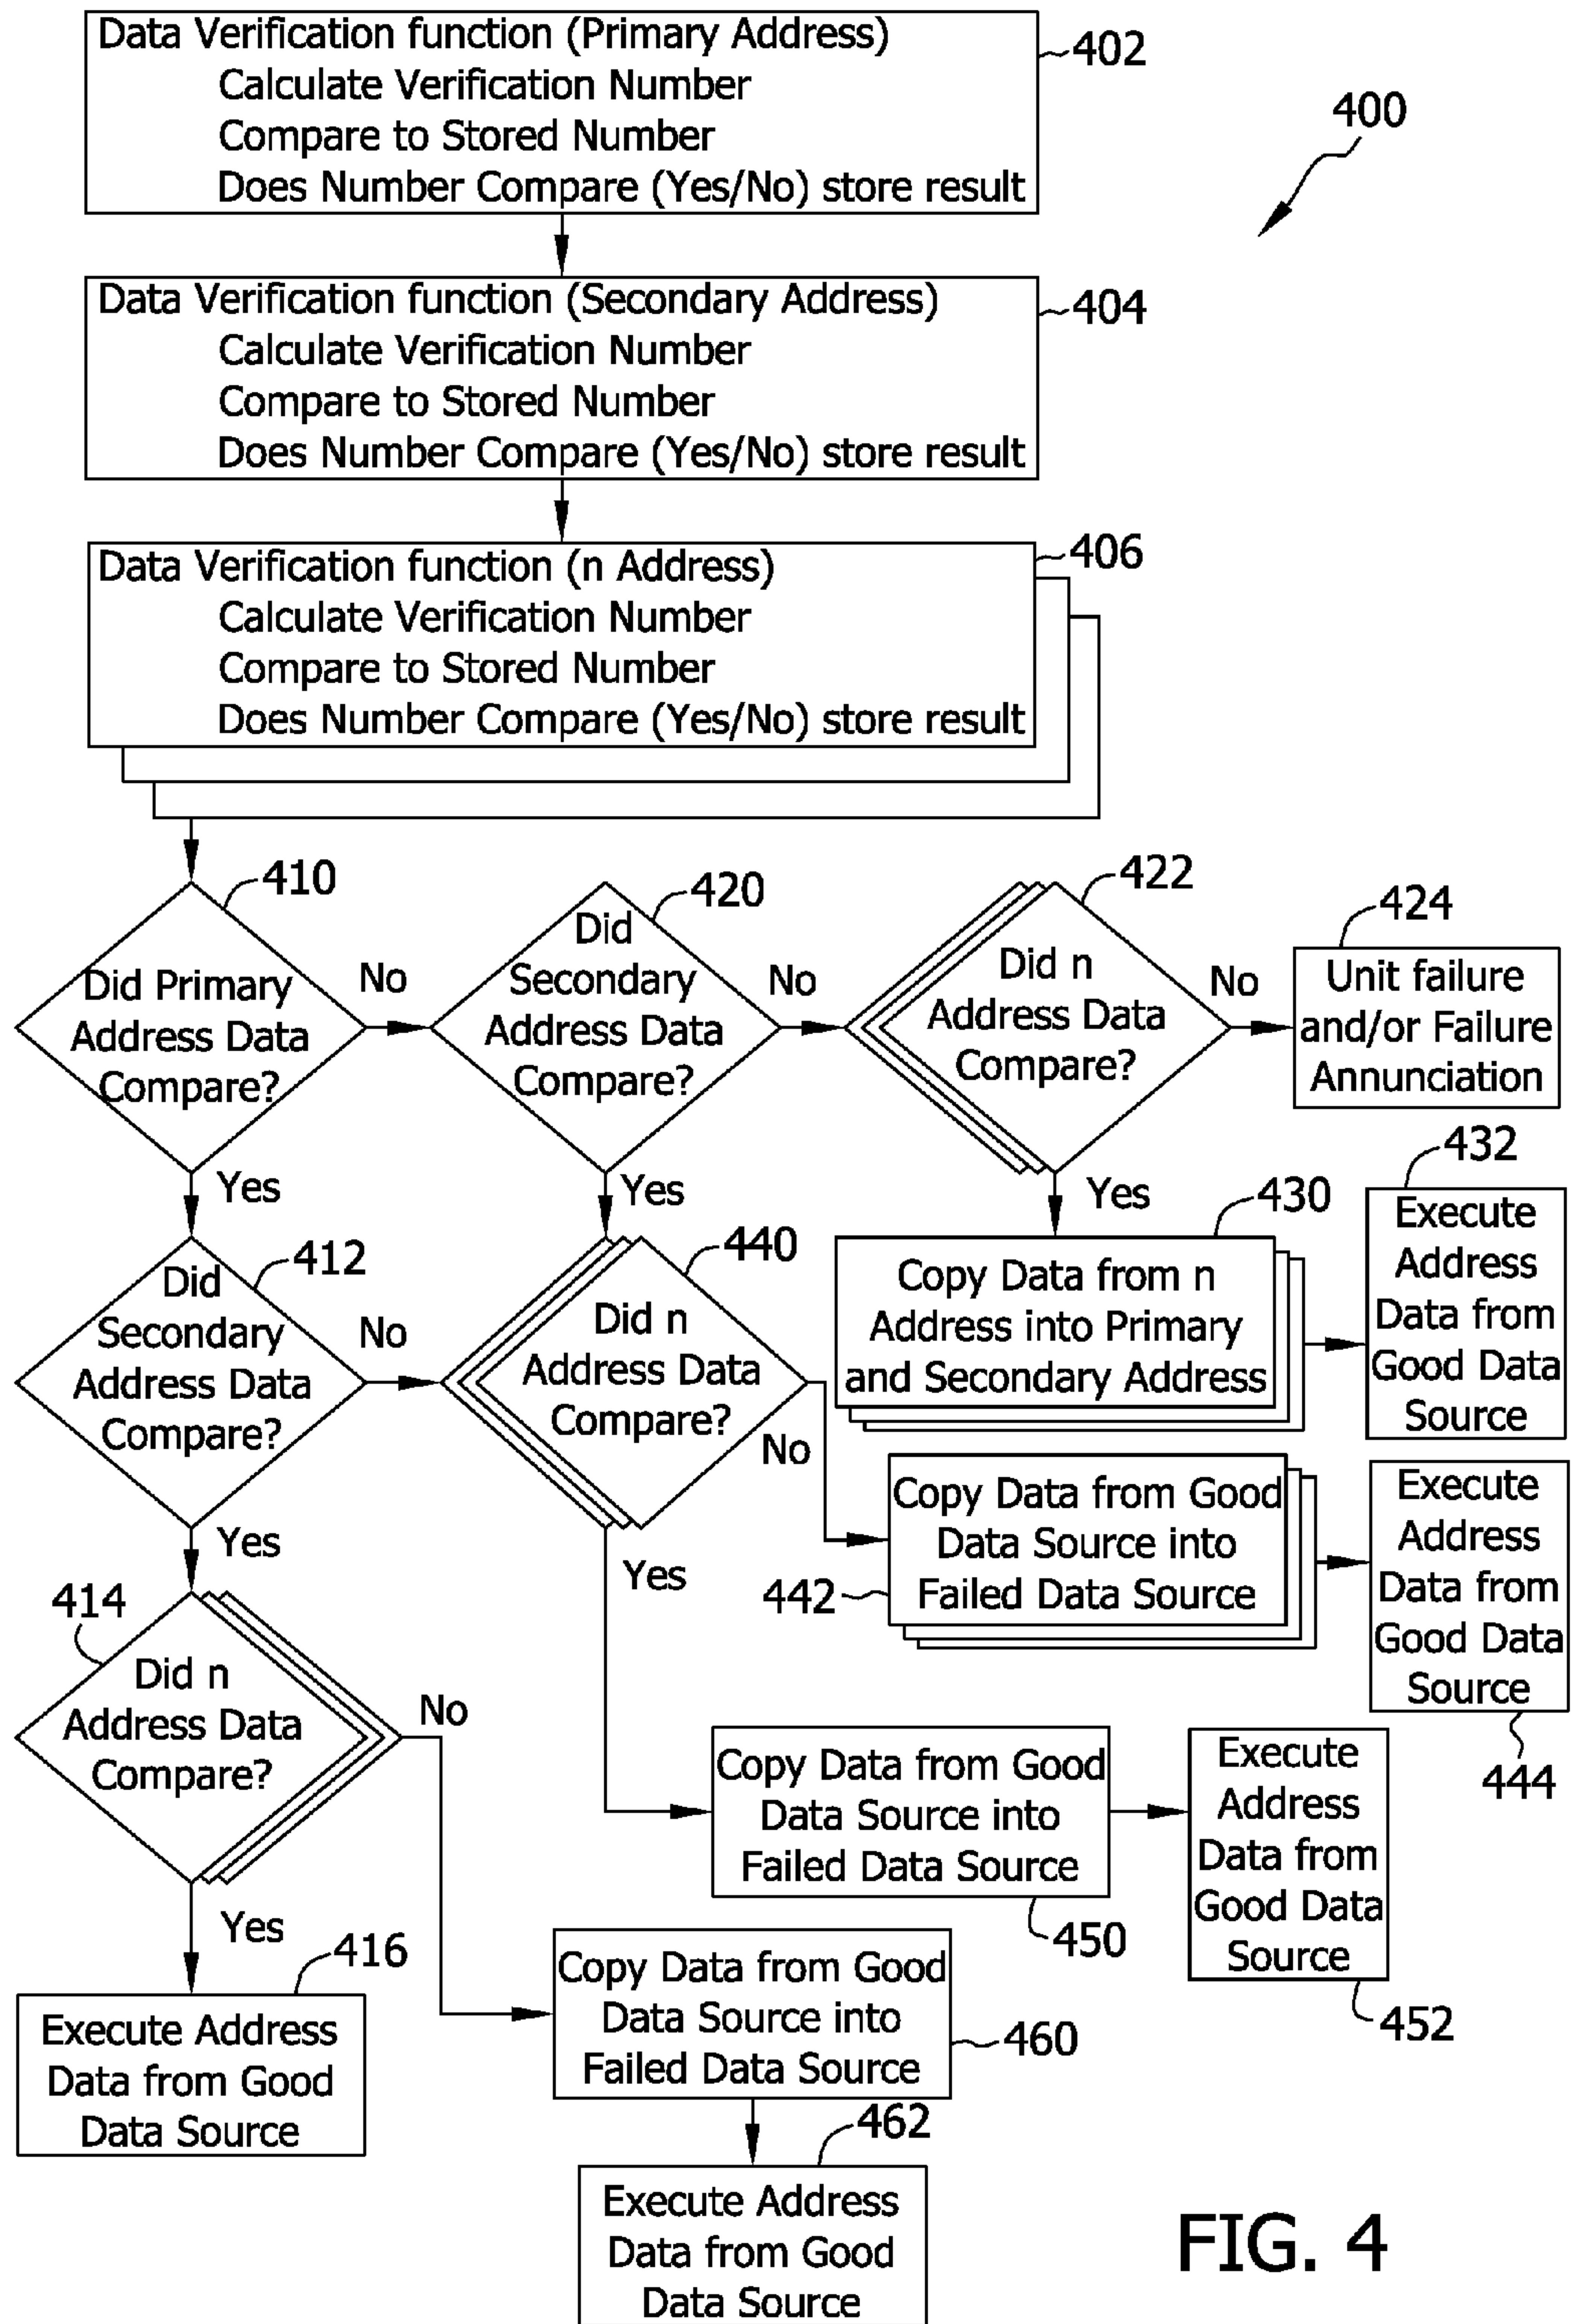 Data Verification function (Primary Address)
Calculate Verification Number
Compare to Stored Number
Does Number Compare (Yes/No) store result
402
400
Data Verification function (Secondary Address)
Calculate Verification Number
Compare to Stored Number
Does Number Compare (Yes/No) store result
404
Data Verification function (n Address)
Calculate Verification Number
Compare to Stored Number
Does Number Compare (Yes/No) store result
406
410
Did Primary
Address Data
Compare?
No
Yes
420
Did
Secondary
Address Data
Compare?
No
Yes
422
Did n
Address Data
Compare?
No
Yes
424
Unit failure
and/or Failure
Annunciation
412
Did
Secondary
Address Data
Compare?
No
Yes
440
Did n
Address Data
Compare?
No
Yes
430
Copy Data from n
Address into Primary
and Secondary Address
432
Execute
Address
Data from
Good Data
Source
442
Copy Data from Good
Data Source into
Failed Data Source
Execute
Address
Data from
Good Data
Source
444
414
Did n
Address Data
Compare?
No
Yes
Copy Data from Good
Data Source into
Failed Data Source
450
Execute
Address
Data from
Good Data
Source
452
416
Execute Address
Data from Good
Data Source
Copy Data from Good
Data Source into
Failed Data Source
460
462
Execute Address
Data from Good
Data Source
FIG. 4